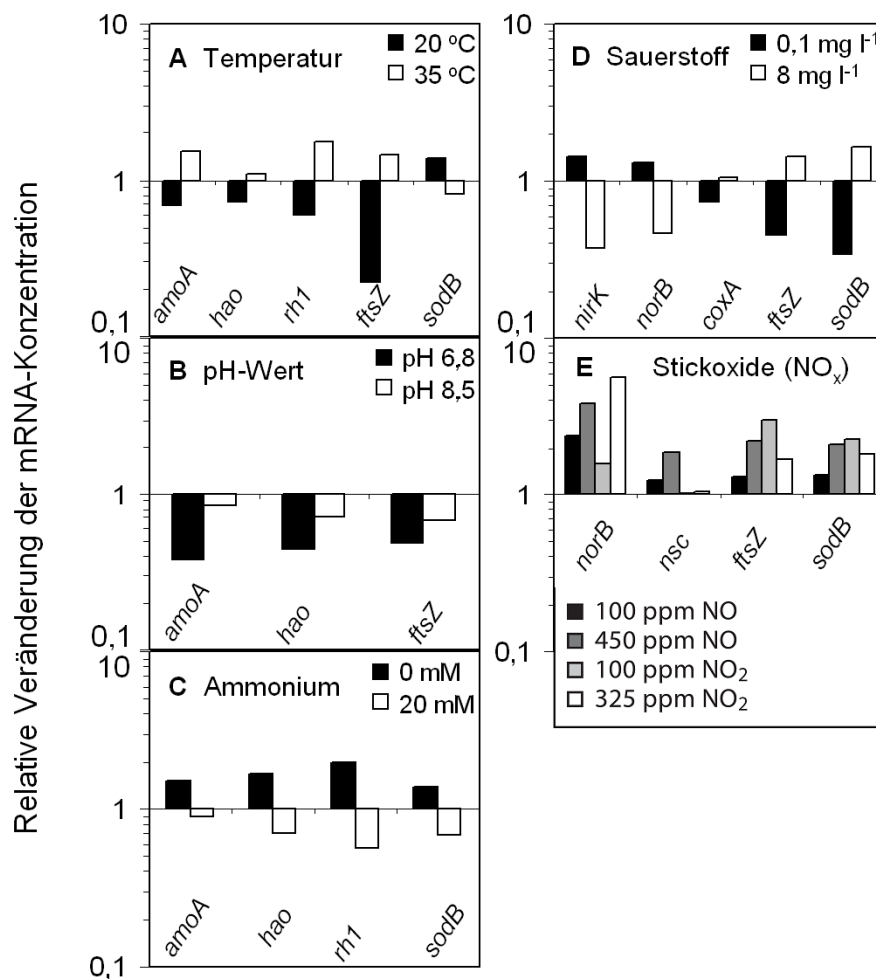 Relative Veränderung der mRNA-Konzentration
10
A Temperatur
20 ºC
35 ºC
1
amoA
hao
rh1
ftsZ
sodB
0,1
10
B pH-Wert
pH 6,8
pH 8,5
1
amoA
hao
ftsZ
0,1
10
C Ammonium
0 mM
20 mM
1
amoA
hao
rh1
sodB
0,1
10
0,1 mg l⁻¹
D Sauerstoff
8 mg l⁻¹
1
nirK
norB
coxA
ftsZ
sodB
0,1
10
E Stickoxide (NOₓ)
1
norB
nsc
ftsZ
sodB
0,1
100 ppm NO
450 ppm NO
100 ppm NO₂
325 ppm NO₂